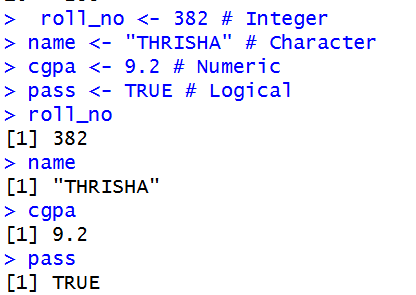 >  roll_no <- 382 # Integer
> name <- "THRISHA" # Character
> cgpa <- 9.2 # Numeric
> pass <- TRUE # Logical
> roll_no
[1] 382
> name
[1] "THRISHA"
> cgpa
[1] 9.2
> pass
[1] TRUE